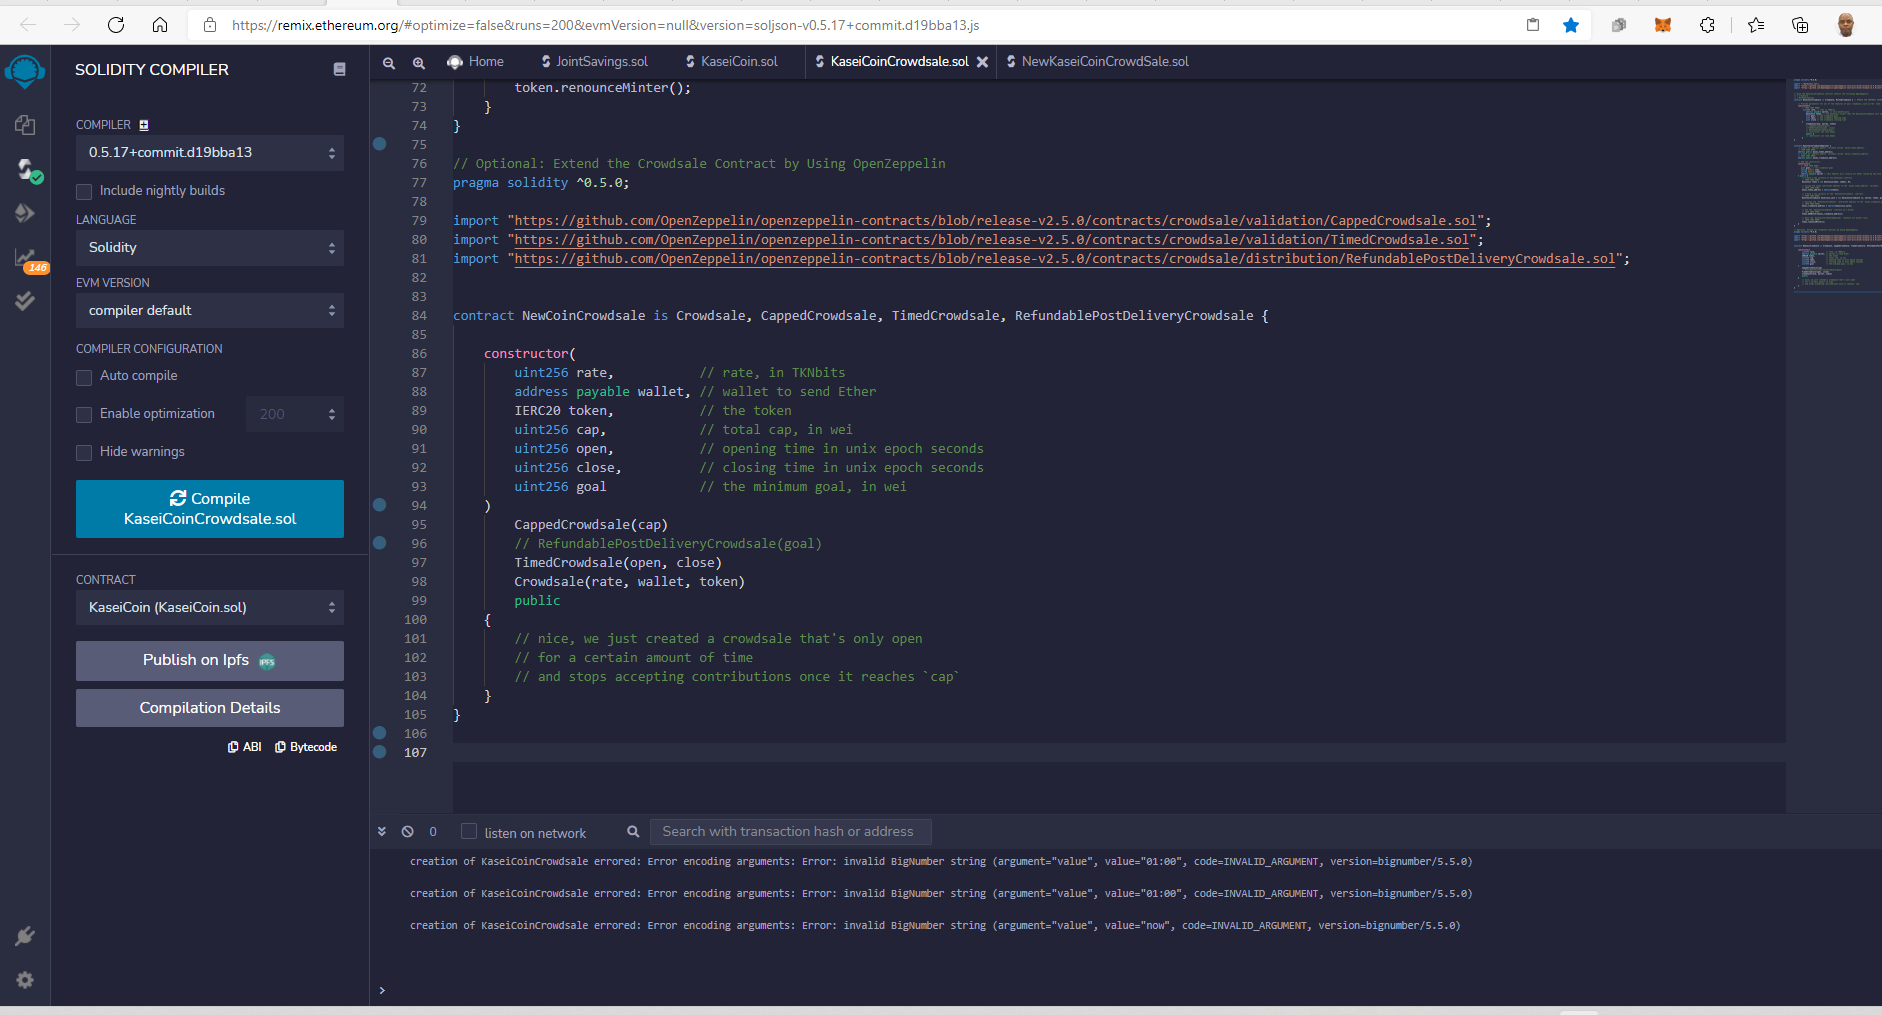 https://remix.ethereum.org/#optimize=false&runs=200&evmVersion=null&version=soljson-v0.5.17+commit.d19bba13.js
SOLIDITY COMPILER
COMPILER
0.5.17+commit.d19bba13
Include nightly builds
LANGUAGE
Solidity
146
EVM VERSION
compiler default
COMPILER CONFIGURATION
Auto compile
Enable optimization 200
Hide warnings
Compile
KaseiCoinCrowdsale.sol
CONTRACT
KaseiCoin (KaseiCoin.sol)
Publish on Ipfs IPFS
Compilation Details
ABI Bytecode
Home JointSavings.sol KaseiCoin.sol KaseiCoinCrowdsale.sol NewKaseiCoinCrowdSale.sol
72 token.renounceMinter();
73 }
74 }
75
76 // Optional: Extend the Crowdsale Contract by Using OpenZeppelin
77 pragma solidity ^0.5.0;
78
79 import "https://github.com/OpenZeppelin/openzeppelin-contracts/blob/release-v2.5.0/contracts/crowdsale/validation/CappedCrowdsale.sol";
80 import "https://github.com/OpenZeppelin/openzeppelin-contracts/blob/release-v2.5.0/contracts/crowdsale/validation/TimedCrowdsale.sol";
81 import "https://github.com/OpenZeppelin/openzeppelin-contracts/blob/release-v2.5.0/contracts/crowdsale/distribution/RefundablePostDeliveryCrowdsale.sol";
82
83
84 contract NewCoinCrowdsale is Crowdsale, CappedCrowdsale, TimedCrowdsale, RefundablePostDeliveryCrowdsale {
85
86 constructor(
87 uint256 rate, // rate, in TKNbits
88 address payable wallet, // wallet to send Ether
89 IERC20 token, // the token
90 uint256 cap, // total cap, in wei
91 uint256 open, // opening time in unix epoch seconds
92 uint256 close, // closing time in unix epoch seconds
93 uint256 goal // the minimum goal, in wei
94 )
95 CappedCrowdsale(cap)
96 // RefundablePostDeliveryCrowdsale(goal)
97 TimedCrowdsale(open, close)
98 Crowdsale(rate, wallet, token)
99 public
100 {
101 // nice, we just created a crowdsale that's only open
102 // for a certain amount of time
103 // and stops accepting contributions once it reaches `cap`
104 }
105 }
106
107
0 listen on network Search with transaction hash or address
creation of KaseiCoinCrowdsale errored: Error encoding arguments: Error: invalid BigNumber string (argument="value", value="01:00", code=INVALID_ARGUMENT, version=bignumber/5.5.0)
creation of KaseiCoinCrowdsale errored: Error encoding arguments: Error: invalid BigNumber string (argument="value", value="01:00", code=INVALID_ARGUMENT, version=bignumber/5.5.0)
creation of KaseiCoinCrowdsale errored: Error encoding arguments: Error: invalid BigNumber string (argument="value", value="now", code=INVALID_ARGUMENT, version=bignumber/5.5.0)
>